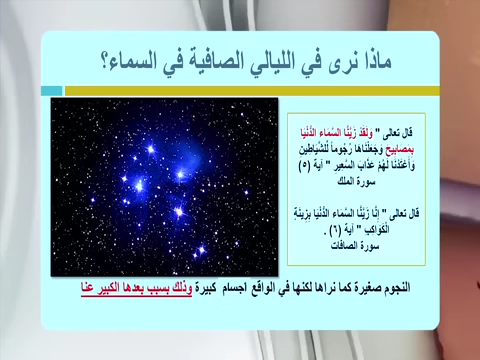 ماذا نرى في الليالي الصافية في السماء؟
قال تعالى " وَلَقَدْ زَيَّنَّا السَّمَاء الدُّنْيَا
بِمَصَابِيحَ وَجَعَلْنَاهَا رُجُوماً لِّلشَّيَاطِينِ
وَأَعْتَدْنَا لَهُمْ عَذَابَ السَّعِيرِ " آية (٥)
سورة الملك
قال تعالى " إِنَّا زَيَّنَّا السَّمَاء الدُّنْيَا بِزِينَةٍ
الْكَوَاكِبِ " آية (٦) .
سورة الصافات
النجوم صغيرة كما نراها لكنها في الواقع اجسام كبيرة وذلك بسبب بعدها الكبير عنا